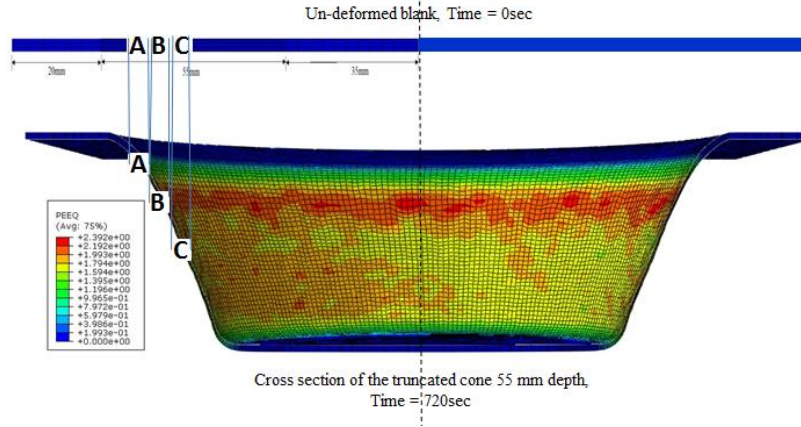 Un-deformed blank, Time = 0sec
A B C
20mm 55mm 35mm
A
B
C
PEEQ
(Avg: 75%)
+2.392e+00
+2.192e+00
+1.993e+00
+1.794e+00
+1.594e+00
+1.395e+00
+1.196e+00
+9.965e-01
+7.972e-01
+5.979e-01
+3.986e-01
+1.993e-01
+0.000e+00
Cross section of the truncated cone 55 mm depth,
Time = 720sec